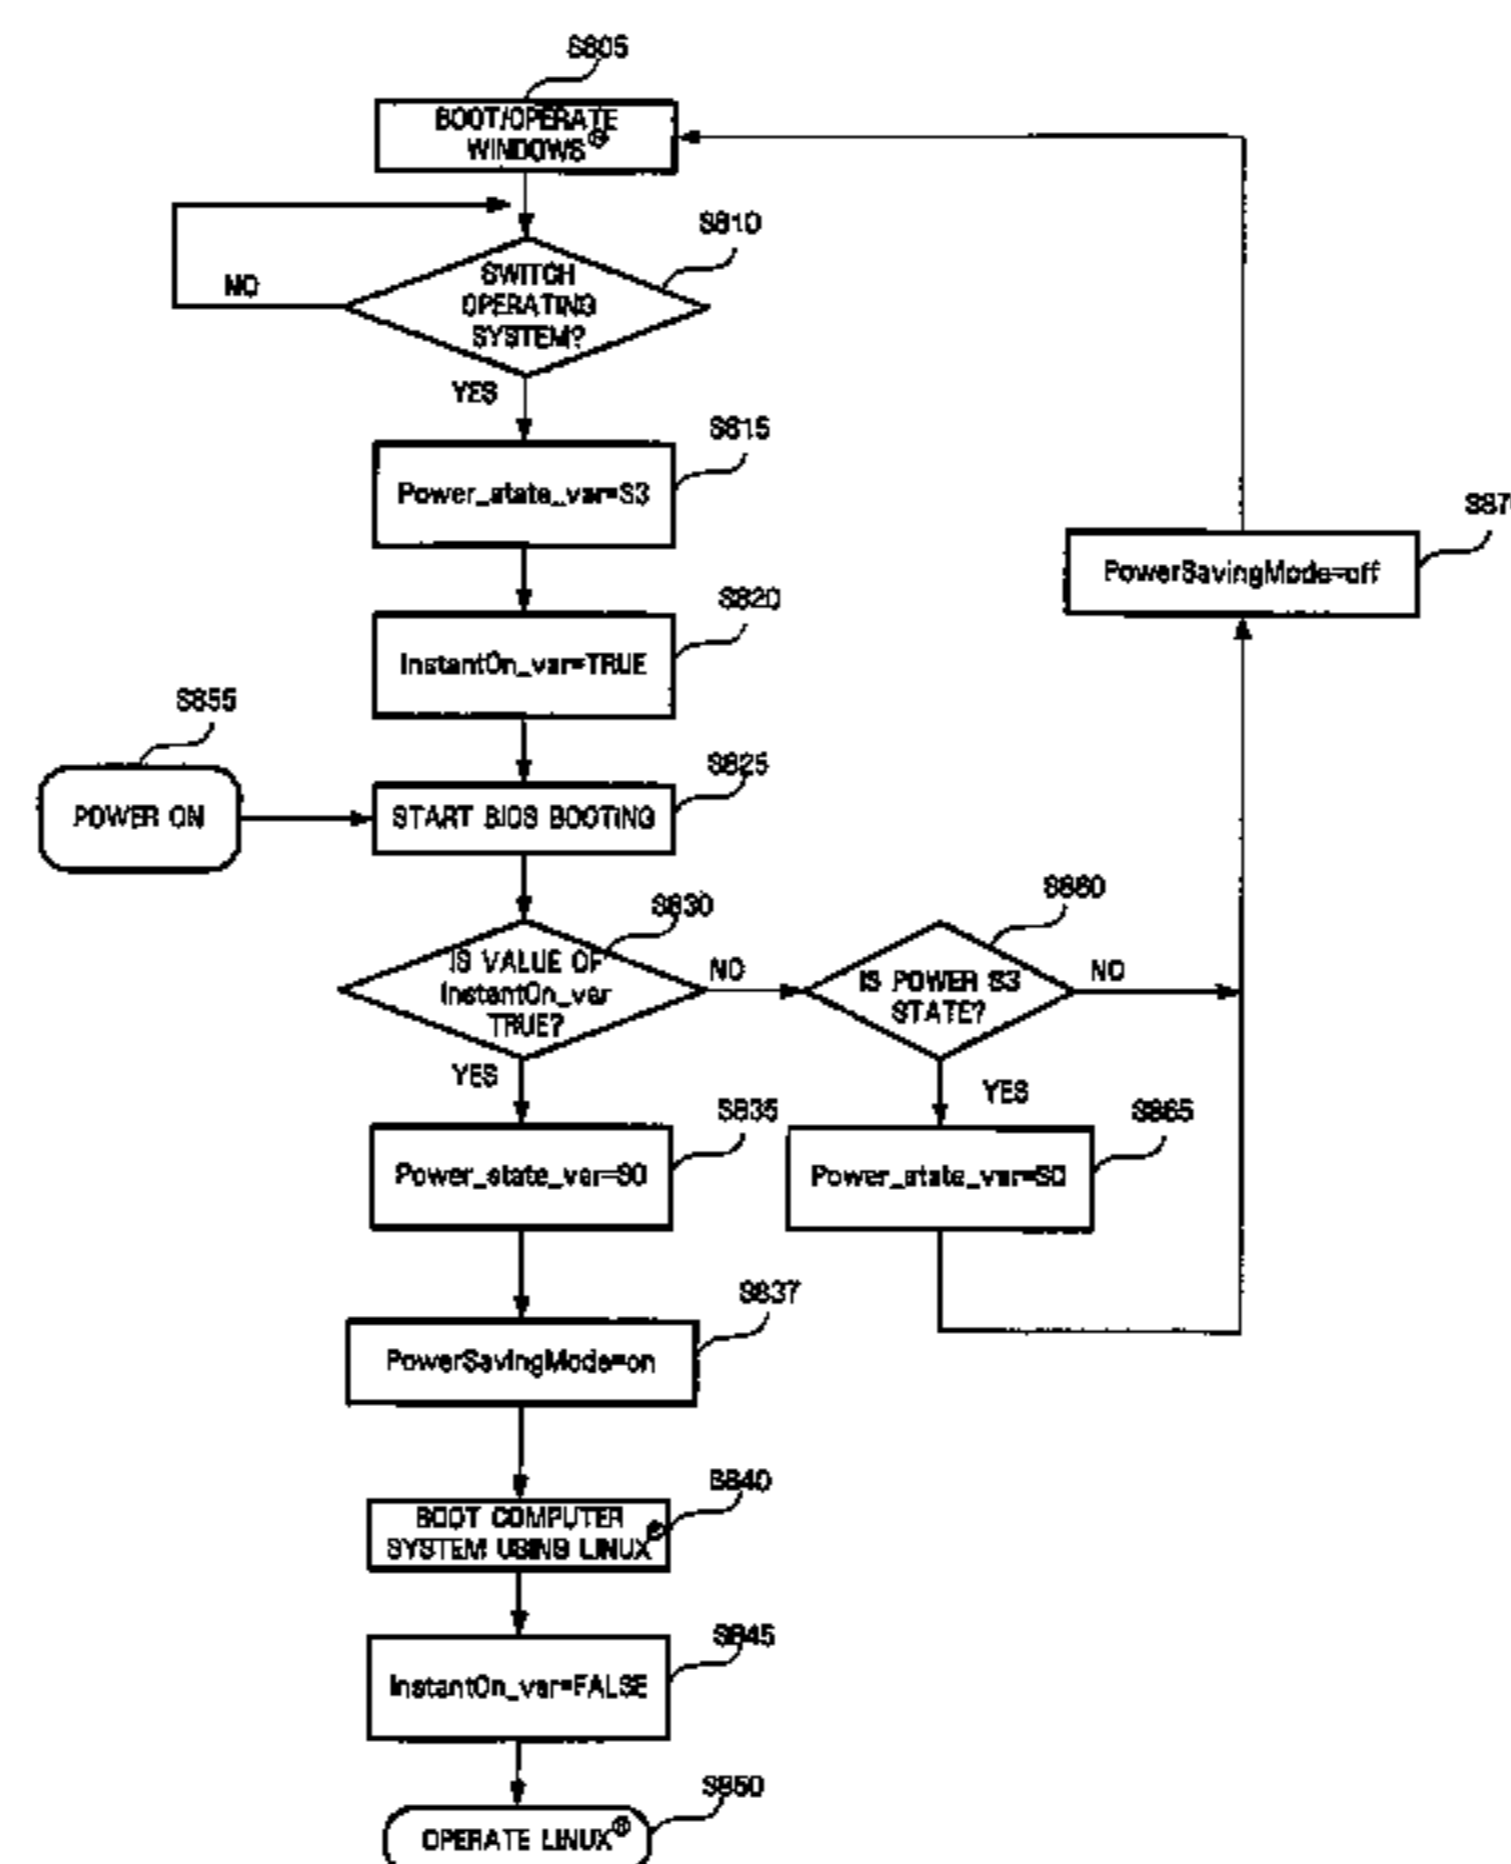 S805
BOOT/OPERATE
WINDOWS®
S810
SWITCH
OPERATING
SYSTEM?
NO
YES
S815
Power_state_var=S3
S820
InstantOn_var=TRUE
S855
POWER ON
S825
START BIOS BOOTING
S830
IS VALUE OF
InstantOn_var
TRUE?
NO
YES
S860
IS POWER S3
STATE?
NO
YES
S835
Power_state_var=S0
S865
Power_state_var=S0
S837
PowerSavingMode=on
S87
PowerSavingMode=off
S840
BOOT COMPUTER
SYSTEM USING LINUX®
S845
InstantOn_var=FALSE
S850
OPERATE LINUX®